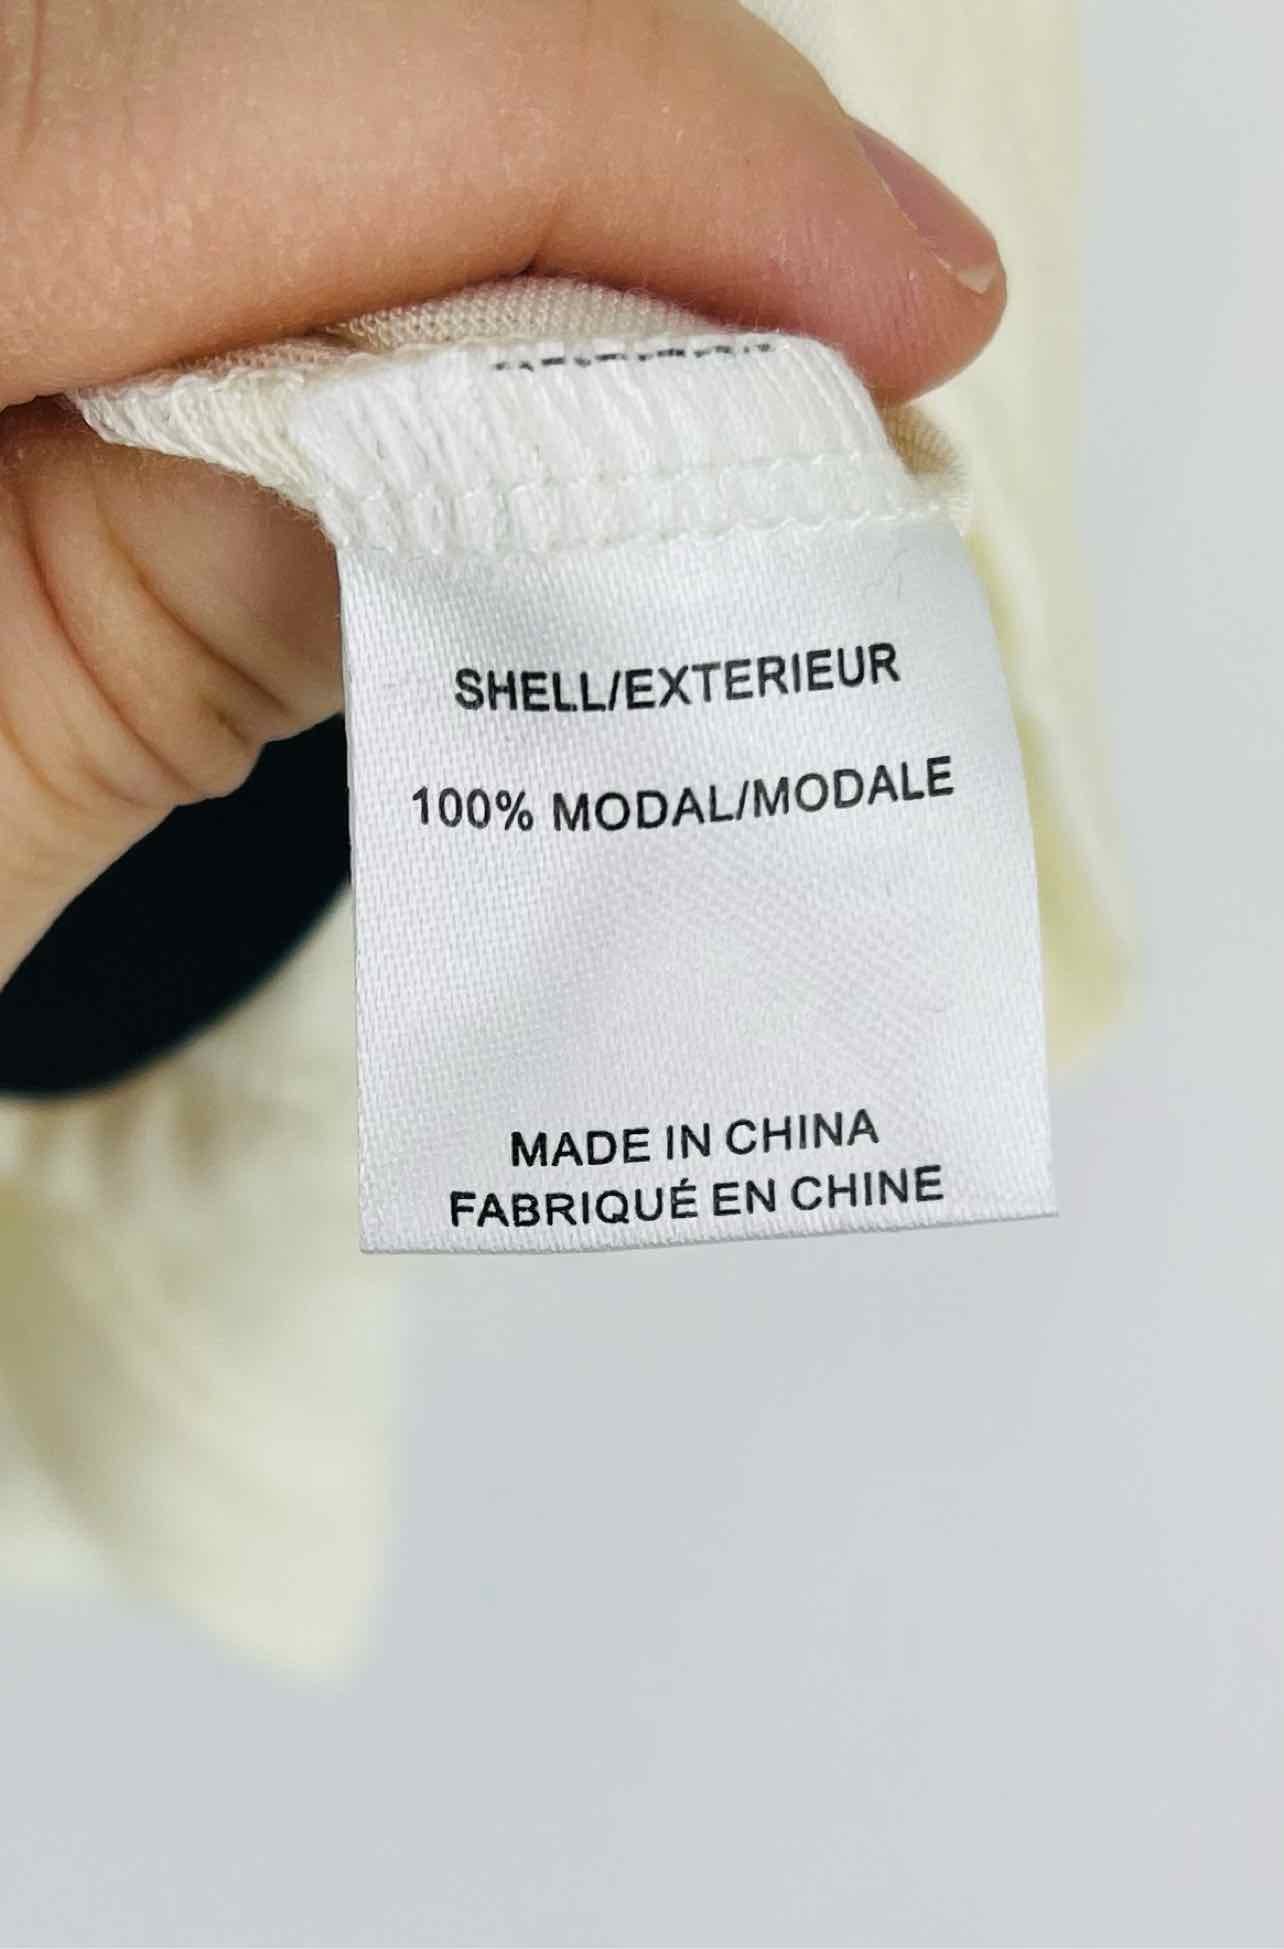 SHELL/EXTERIEUR
100% MODAL/MODALE
MADE IN CHINA
FABRIQUÉ EN CHINE